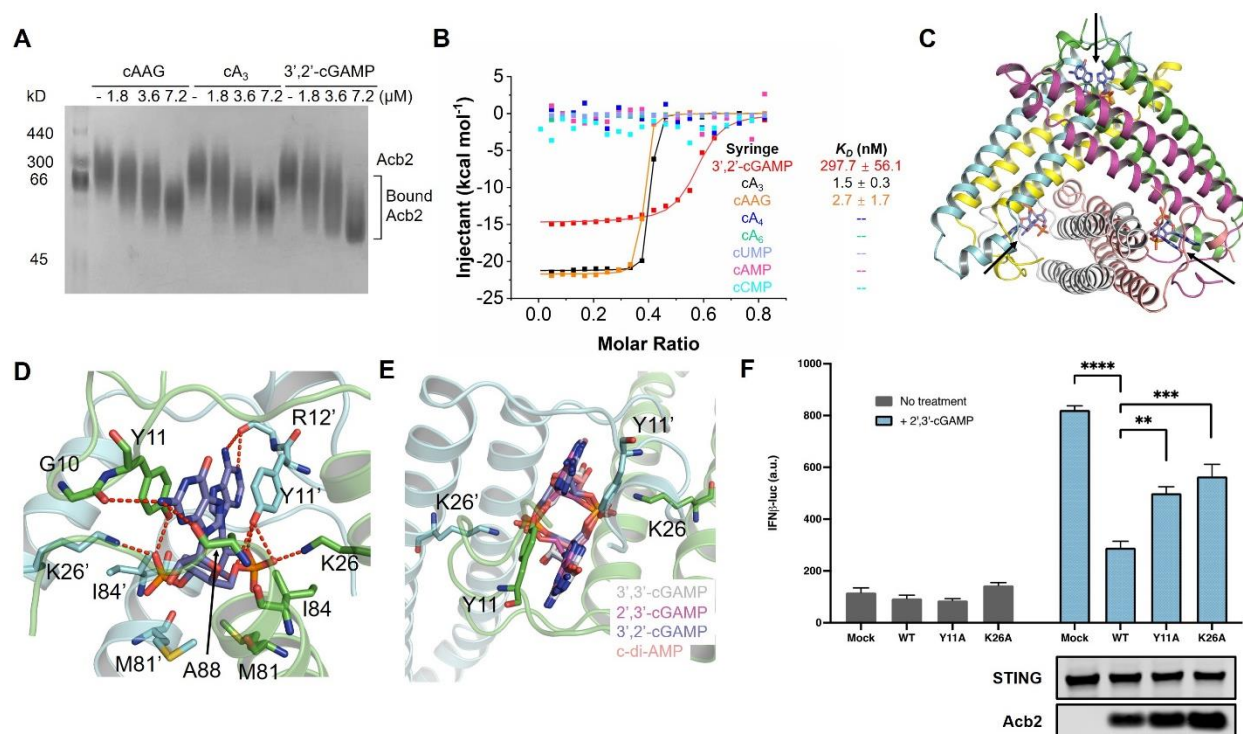 A
cAAG cA₃ 3',2'-cGAMP
kD - 1.8 3.6 7.2 - 1.8 3.6 7.2 - 1.8 3.6 7.2 (μM)
440
300
66
45
Acb2
Bound
Acb2
B
Injectant (kcal mol⁻¹)
5
0
-5
-10
-15
-20
-25
0.0 0.2 0.4 0.6 0.8
Molar Ratio
Syringe K_D (nM)
3',2'-cGAMP 297.7 ± 56.1
cA₃ 1.5 ± 0.3
cAAG 2.7 ± 1.7
cA₄ --
cA₆ --
cUMP --
cAMP --
cCMP --
C
D
Y11
G10
R12'
Y11'
K26'
K26
I84'
I84
M81'
A88
M81
E
Y11'
K26'
K26
Y11
3',3'-cGAMP
2',3'-cGAMP
3',2'-cGAMP
c-di-AMP
F
IFNβ-luc (a.u.)
1000
800
600
400
200
0
No treatment
+ 2',3'-cGAMP
****
***
**
Mock WT Y11A K26A Mock WT Y11A K26A
STING
Acb2